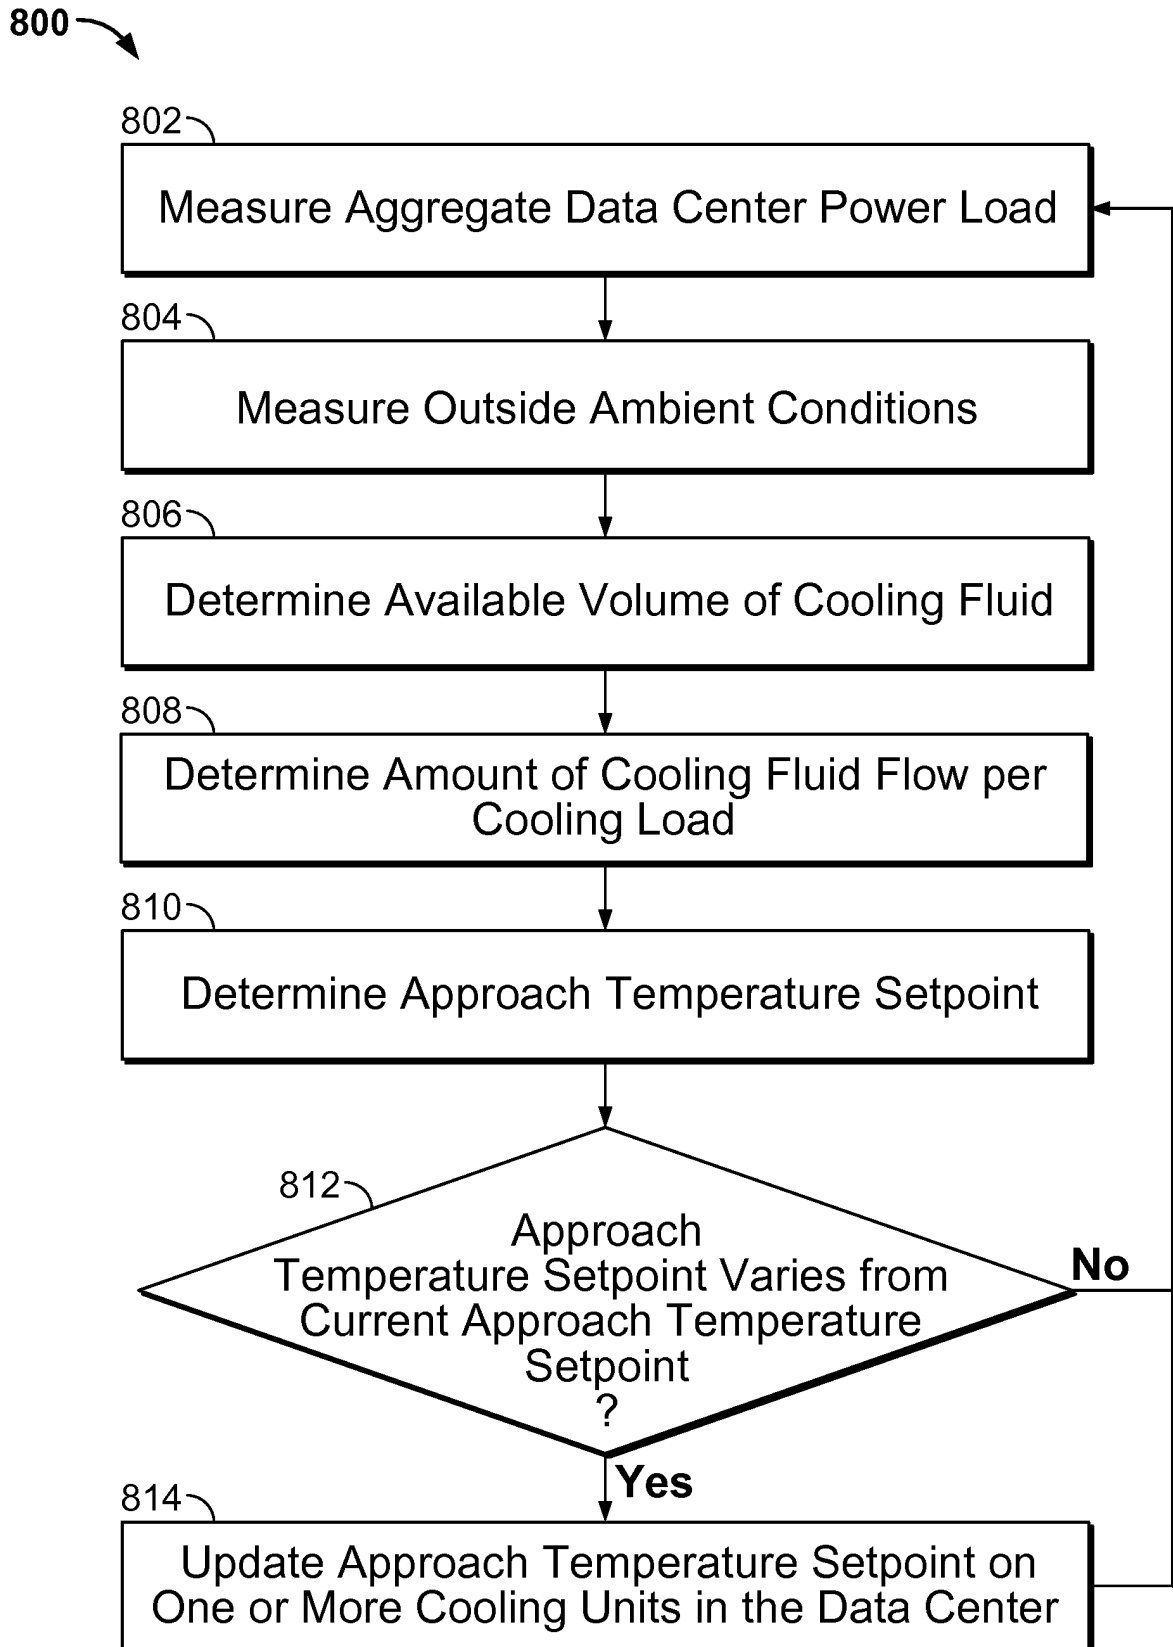 800
802
Measure Aggregate Data Center Power Load
804
Measure Outside Ambient Conditions
806
Determine Available Volume of Cooling Fluid
808
Determine Amount of Cooling Fluid Flow per
Cooling Load
810
Determine Approach Temperature Setpoint
812
Approach
Temperature Setpoint Varies from
Current Approach Temperature
Setpoint
?
No
Yes
814
Update Approach Temperature Setpoint on
One or More Cooling Units in the Data Center